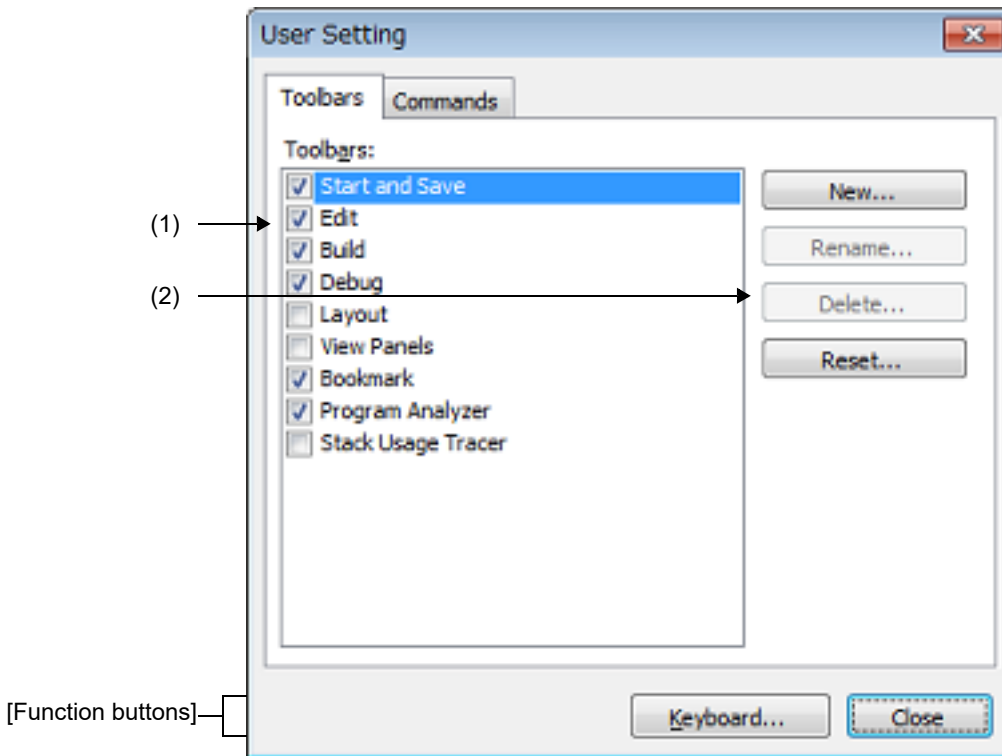 User Setting
Toolbars Commands
Toolbars:
Start and Save
New...
(1)
Edit
Build
Rename...
Debug
(2)
Delete...
Layout
View Panels
Reset...
Bookmark
Program Analyzer
Stack Usage Tracer
[Function buttons]
Keyboard... Close